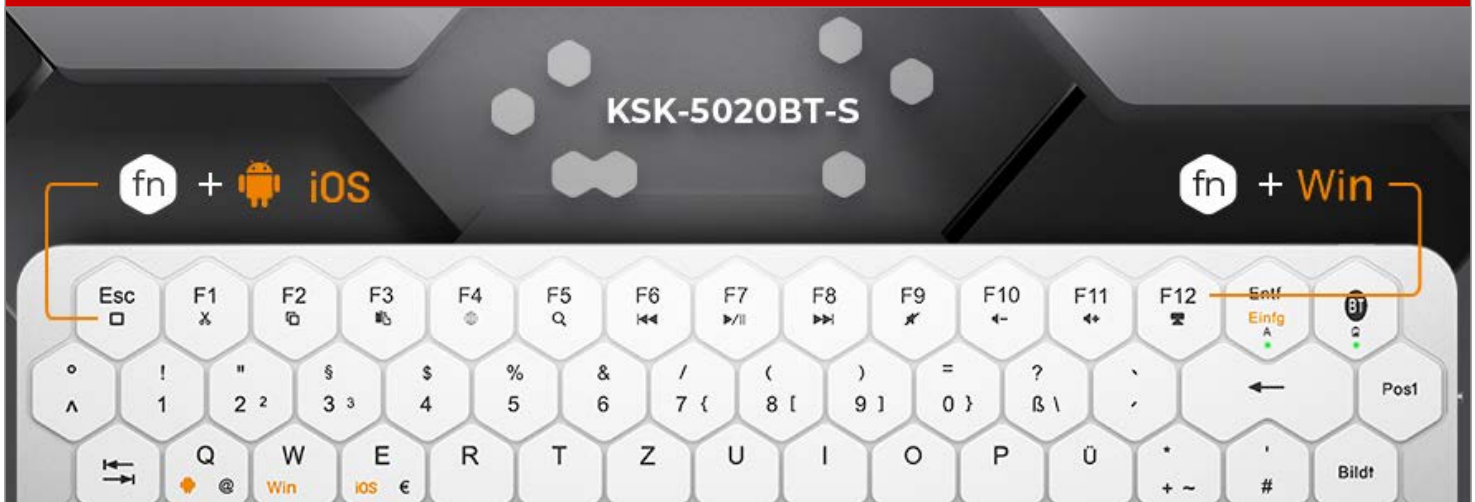 KSK-5020BT-S
fn + iOS
fn + Win
Esc F1 F2 F3 F4 F5 F6 F7 F8 F9 F10 F11 F12 Entf BT
Einfg
A
° ! " § $ % & / ( ) = ? `
^ 1 2 ² 3 ³ 4 5 6 7 { 8 [ 9 ] 0 } ß \ ´ Pos1
Q W E R T Z U I O P Ü * '
@ Win iOS € + ~ # Bild↑